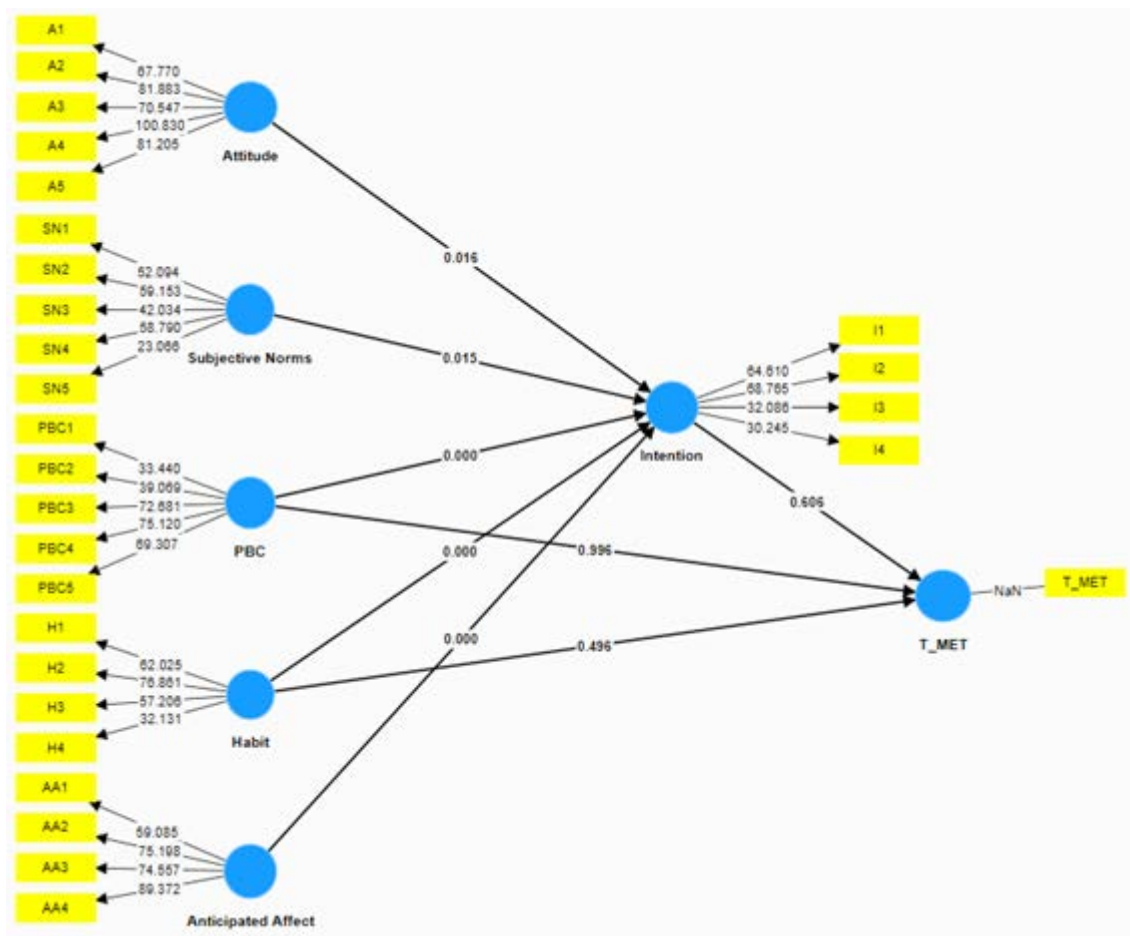 A1
A2
A3
A4
A5
67.770
81.883
70.547
100.830
81.205
Attitude
SN1
SN2
SN3
SN4
SN5
52.094
59.153
42.034
58.790
23.066
Subjective Norms
PBC1
PBC2
PBC3
PBC4
PBC5
33.440
39.069
72.681
75.120
69.307
PBC
H1
H2
H3
H4
62.025
76.861
57.206
32.131
Habit
AA1
AA2
AA3
AA4
59.085
75.198
74.557
89.372
Anticipated Affect
0.016
0.015
0.000
0.000
0.000
0.996
0.496
Intention
64.610
68.765
32.086
30.245
I1
I2
I3
I4
0.606
T_MET
NaN
T_MET